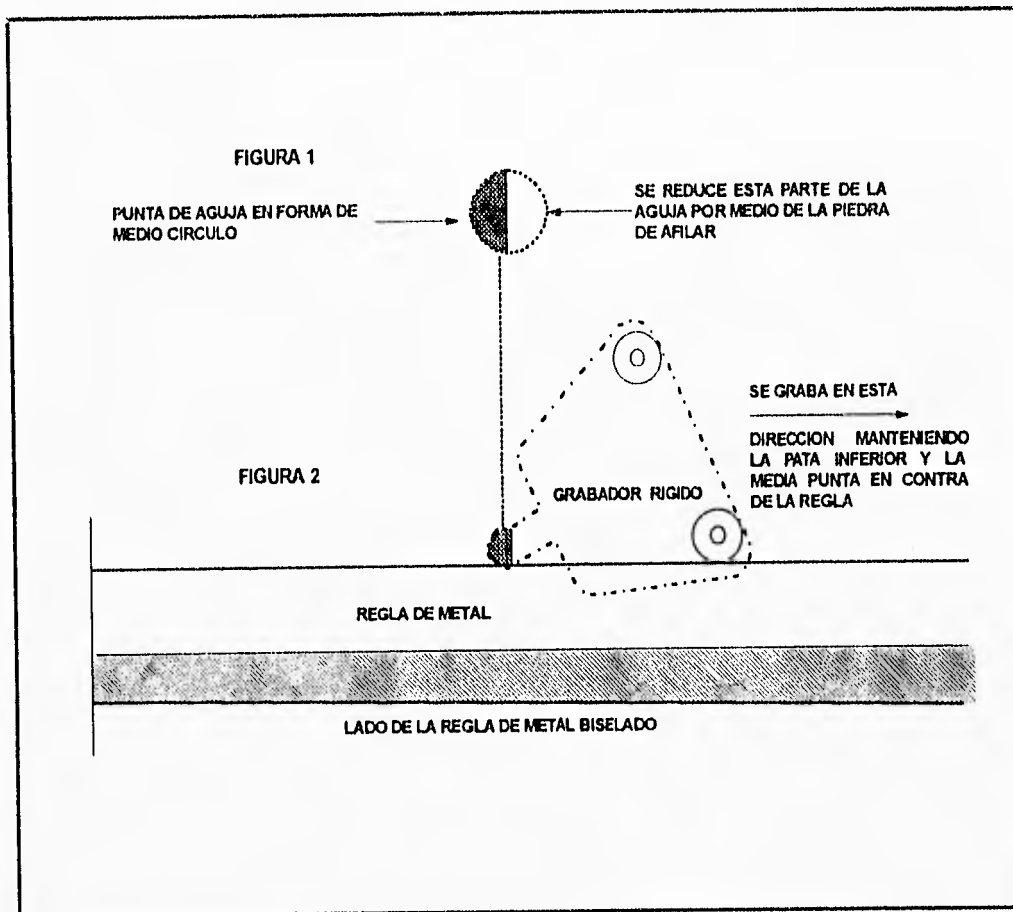 FIGURA 1
PUNTA DE AGUJA EN FORMA DE
MEDIO CIRCULO
SE REDUCE ESTA PARTE DE LA
AGUJA POR MEDIO DE LA PIEDRA
DE AFILAR
SE GRABA EN ESTA
DIRECCION MANTENIENDO
LA PATA INFERIOR Y LA
MEDIA PUNTA EN CONTRA
DE LA REGLA
FIGURA 2
GRABADOR RIGIDO
REGLA DE METAL
LADO DE LA REGLA DE METAL BISELADO